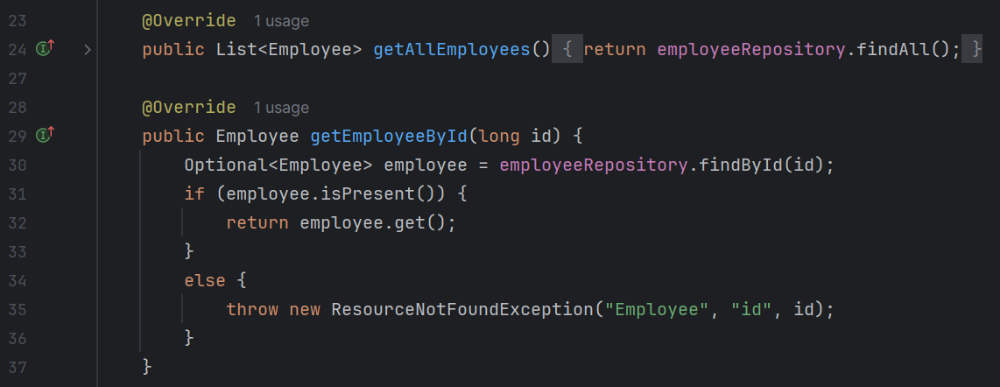 23 @Override 1 usage
24 public List<Employee> getAllEmployees() { return employeeRepository.findAll(); }
27
28 @Override 1 usage
29 public Employee getEmployeeById(long id) {
30 Optional<Employee> employee = employeeRepository.findById(id);
31 if (employee.isPresent()) {
32 return employee.get();
33 }
34 else {
35 throw new ResourceNotFoundException("Employee", "id", id);
36 }
37 }